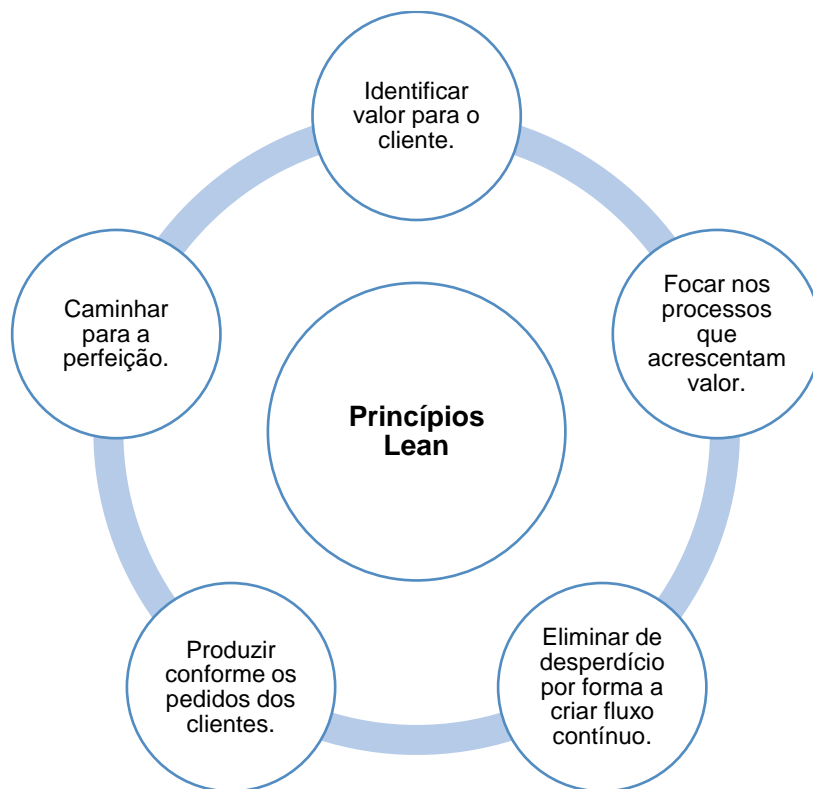 Identificar
valor para o
cliente.
Focar nos
processos
que
acrescentam
valor.
Eliminar de
desperdício
por forma a
criar fluxo
contínuo.
Produzir
conforme os
pedidos dos
clientes.
Caminhar
para a
perfeição.
Princípios
Lean